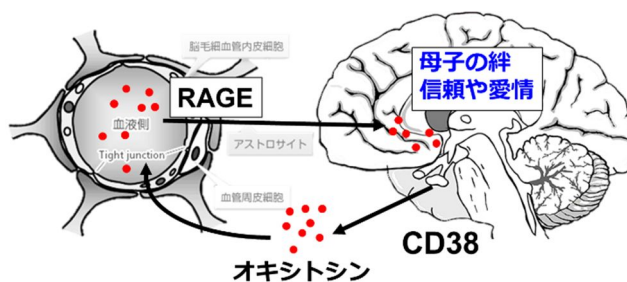 脳毛細血管内皮細胞
RAGE
血液側
アストロサイト
Tight junction
血管周皮細胞
母子の絆
信頼や愛情
CD38
オキシトシン